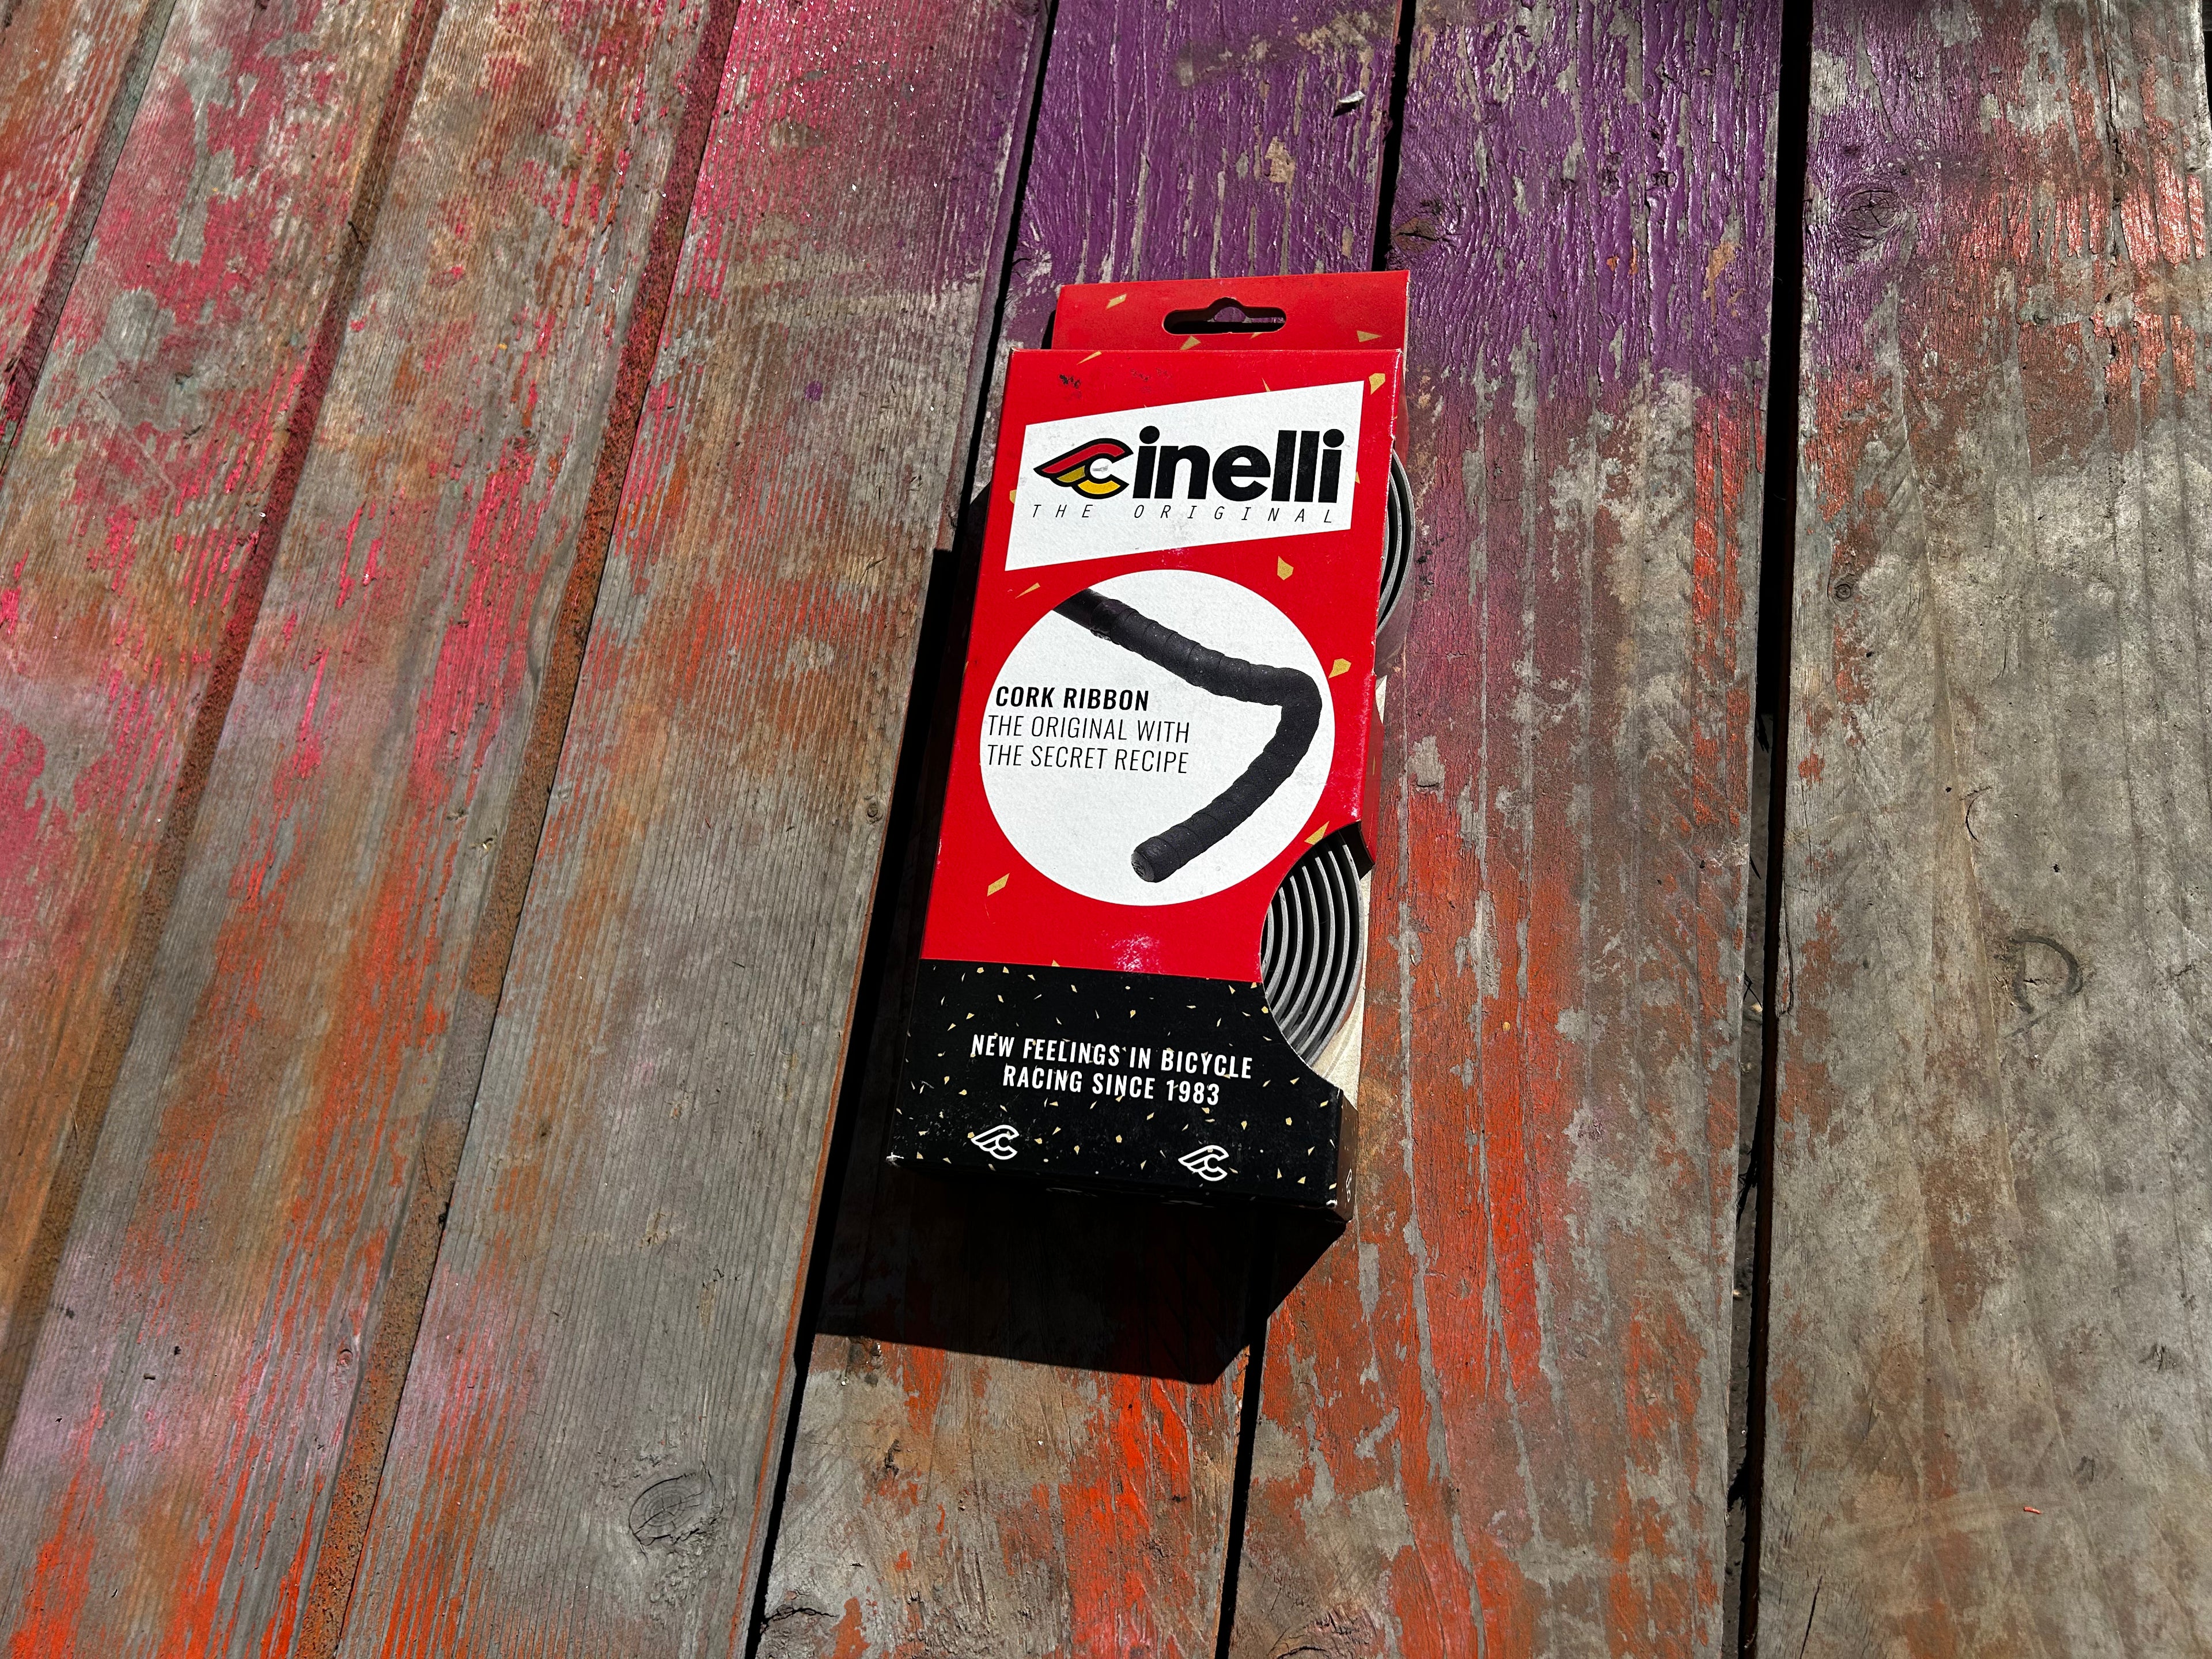 cinelli
THE ORIGINAL
CORK RIBBON
THE ORIGINAL WITH
THE SECRET RECIPE
NEW FEELINGS IN BICYCLE
RACING SINCE 1983